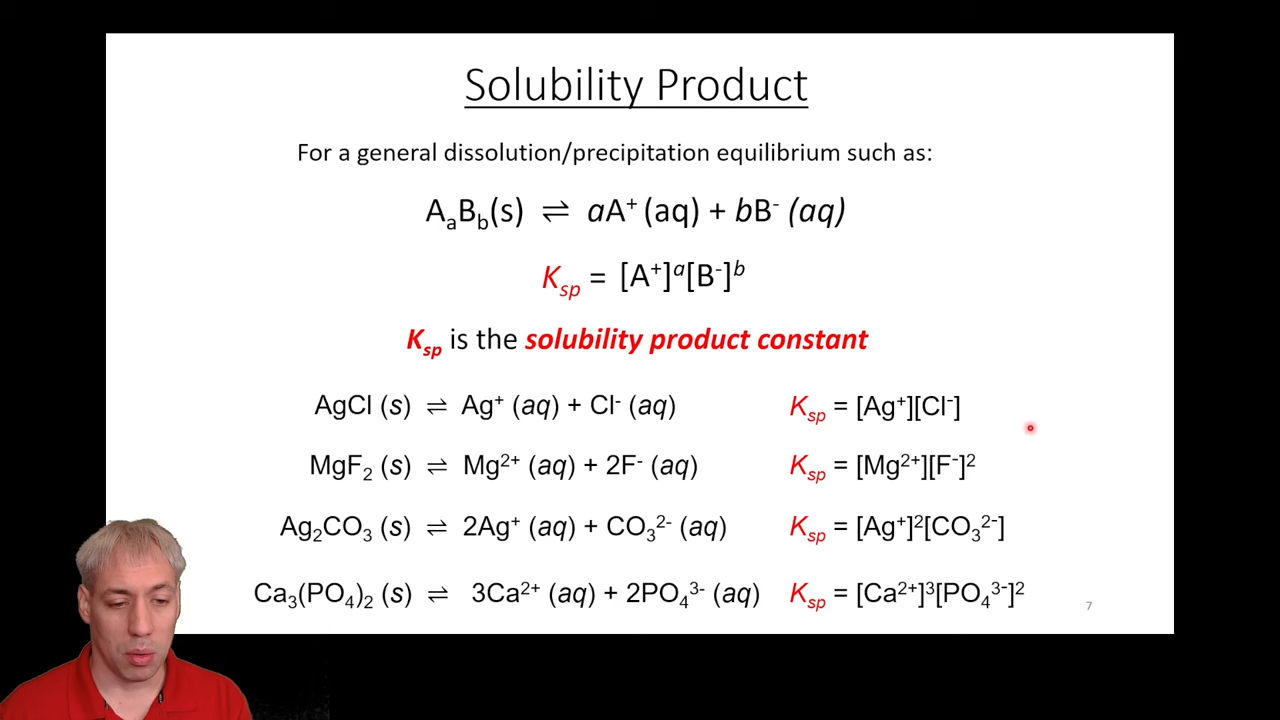 Solubility Product
For a general dissolution/precipitation equilibrium such as:
AₐB_b(s) ⇌ aA⁺ (aq) + bB⁻ (aq)
Kₛₚ = [A⁺]ᵃ[B⁻]ᵇ
Kₛₚ is the solubility product constant
AgCl (s) ⇌ Ag⁺ (aq) + Cl⁻ (aq) Kₛₚ = [Ag⁺][Cl⁻]
MgF₂ (s) ⇌ Mg²⁺ (aq) + 2F⁻ (aq) Kₛₚ = [Mg²⁺][F⁻]²
Ag₂CO₃ (s) ⇌ 2Ag⁺ (aq) + CO₃²⁻ (aq) Kₛₚ = [Ag⁺]²[CO₃²⁻]
Ca₃(PO₄)₂ (s) ⇌ 3Ca²⁺ (aq) + 2PO₄³⁻ (aq) Kₛₚ = [Ca²⁺]³[PO₄³⁻]²
7